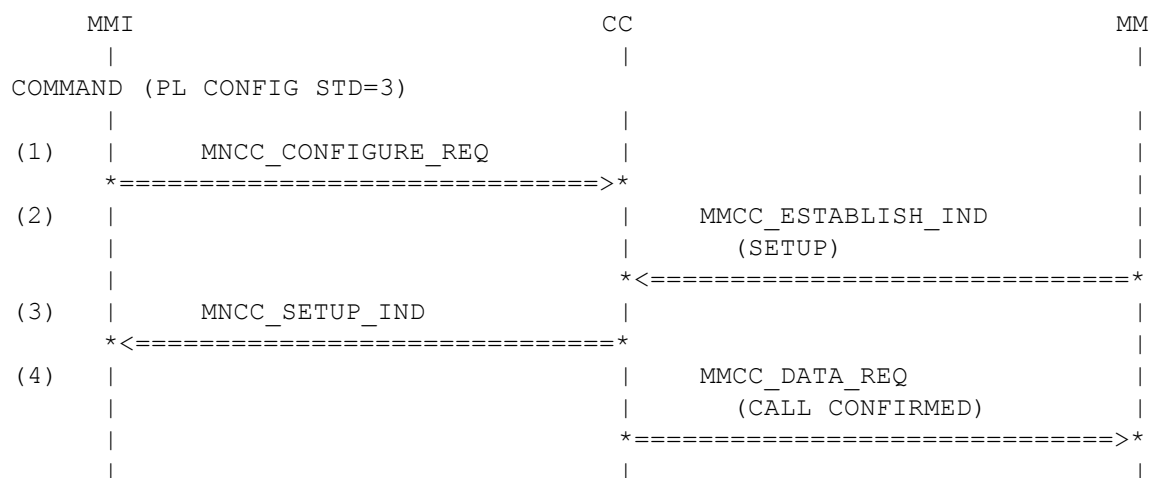 MMI CC MM
COMMAND (PL CONFIG STD=3)
(1) MNCC_CONFIGURE_REQ
*==============================>*
(2) MMCC_ESTABLISH_IND
(SETUP)
*<==============================*
(3) MNCC_SETUP_IND
*<==============================*
(4) MMCC_DATA_REQ
(CALL CONFIRMED)
*==============================>*